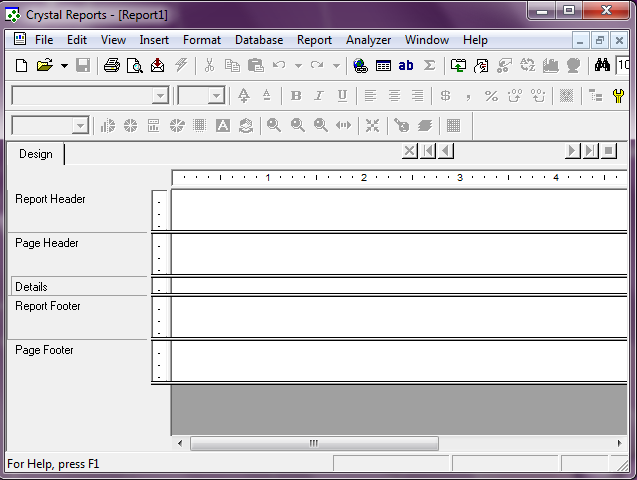 Crystal Reports - [Report1]
File Edit View Insert Format Database Report Analyzer Window Help
ab Σ A Z 10
A A B I U $ , %
A
Design
1 2 3 4
Report Header
Page Header
Details
Report Footer
Page Footer
For Help, press F1